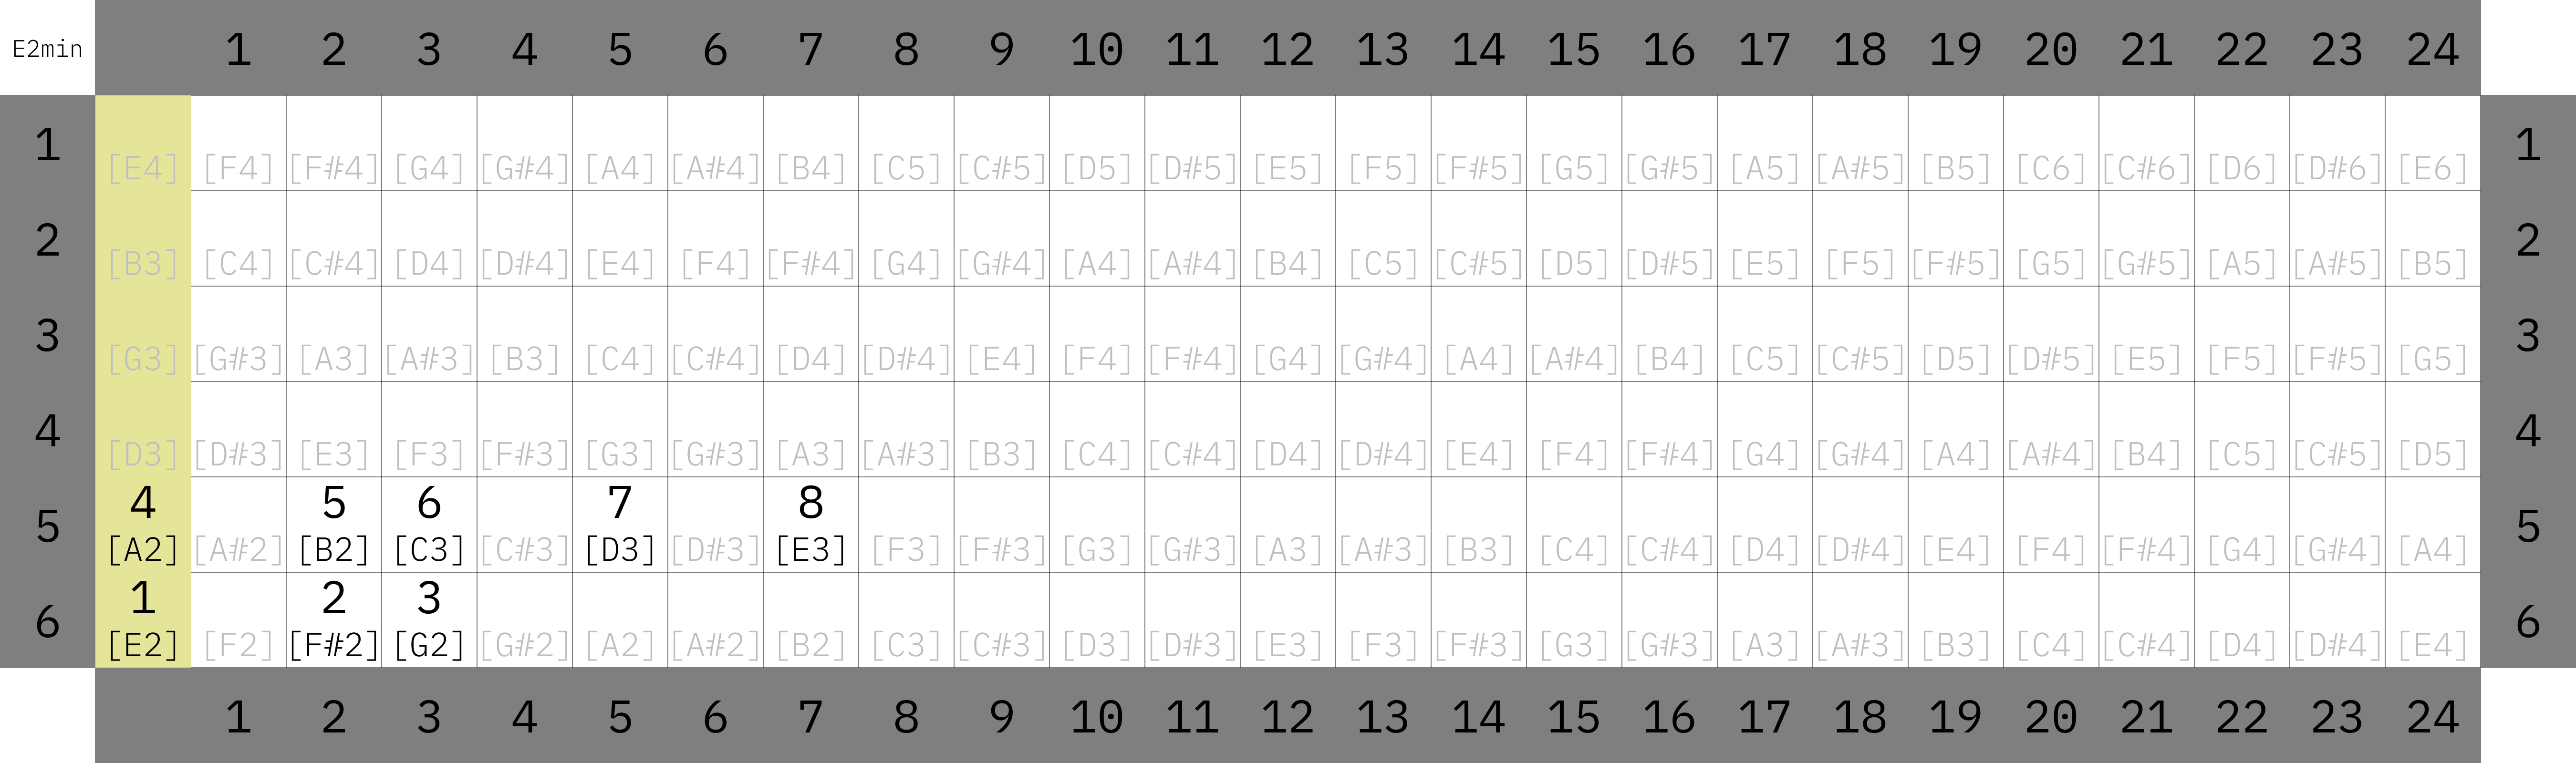 E2min 1 2 3 4 5 6 7 8 9 10 11 12 13 14 15 16 17 18 19 20 21 22 23 24
1 [E4] [F4] [F#4] [G4] [G#4] [A4] [A#4] [B4] [C5] [C#5] [D5] [D#5] [E5] [F5] [F#5] [G5] [G#5] [A5] [A#5] [B5] [C6] [C#6] [D6] [D#6] [E6] 1
2 [B3] [C4] [C#4] [D4] [D#4] [E4] [F4] [F#4] [G4] [G#4] [A4] [A#4] [B4] [C5] [C#5] [D5] [D#5] [E5] [F5] [F#5] [G5] [G#5] [A5] [A#5] [B5] 2
3 [G3] [G#3] [A3] [A#3] [B3] [C4] [C#4] [D4] [D#4] [E4] [F4] [F#4] [G4] [G#4] [A4] [A#4] [B4] [C5] [C#5] [D5] [D#5] [E5] [F5] [F#5] [G5] 3
4 [D3] [D#3] [E3] [F3] [F#3] [G3] [G#3] [A3] [A#3] [B3] [C4] [C#4] [D4] [D#4] [E4] [F4] [F#4] [G4] [G#4] [A4] [A#4] [B4] [C5] [C#5] [D5] 4
4 5 6 7 8
5 [A2] [A#2] [B2] [C3] [C#3] [D3] [D#3] [E3] [F3] [F#3] [G3] [G#3] [A3] [A#3] [B3] [C4] [C#4] [D4] [D#4] [E4] [F4] [F#4] [G4] [G#4] [A4] 5
1 2 3
6 [E2] [F2] [F#2] [G2] [G#2] [A2] [A#2] [B2] [C3] [C#3] [D3] [D#3] [E3] [F3] [F#3] [G3] [G#3] [A3] [A#3] [B3] [C4] [C#4] [D4] [D#4] [E4] 6
1 2 3 4 5 6 7 8 9 10 11 12 13 14 15 16 17 18 19 20 21 22 23 24